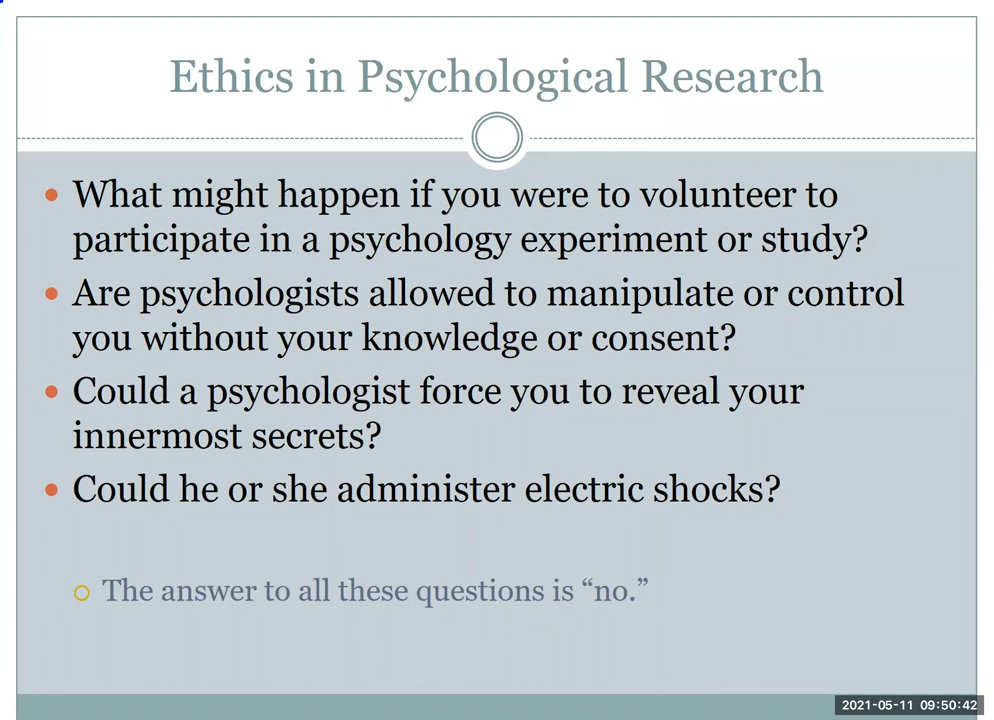 Ethics in Psychological Research
• What might happen if you were to volunteer to
participate in a psychology experiment or study?
• Are psychologists allowed to manipulate or control
you without your knowledge or consent?
• Could a psychologist force you to reveal your
innermost secrets?
• Could he or she administer electric shocks?
○ The answer to all these questions is “no.”
2021-05-11 09:50:42